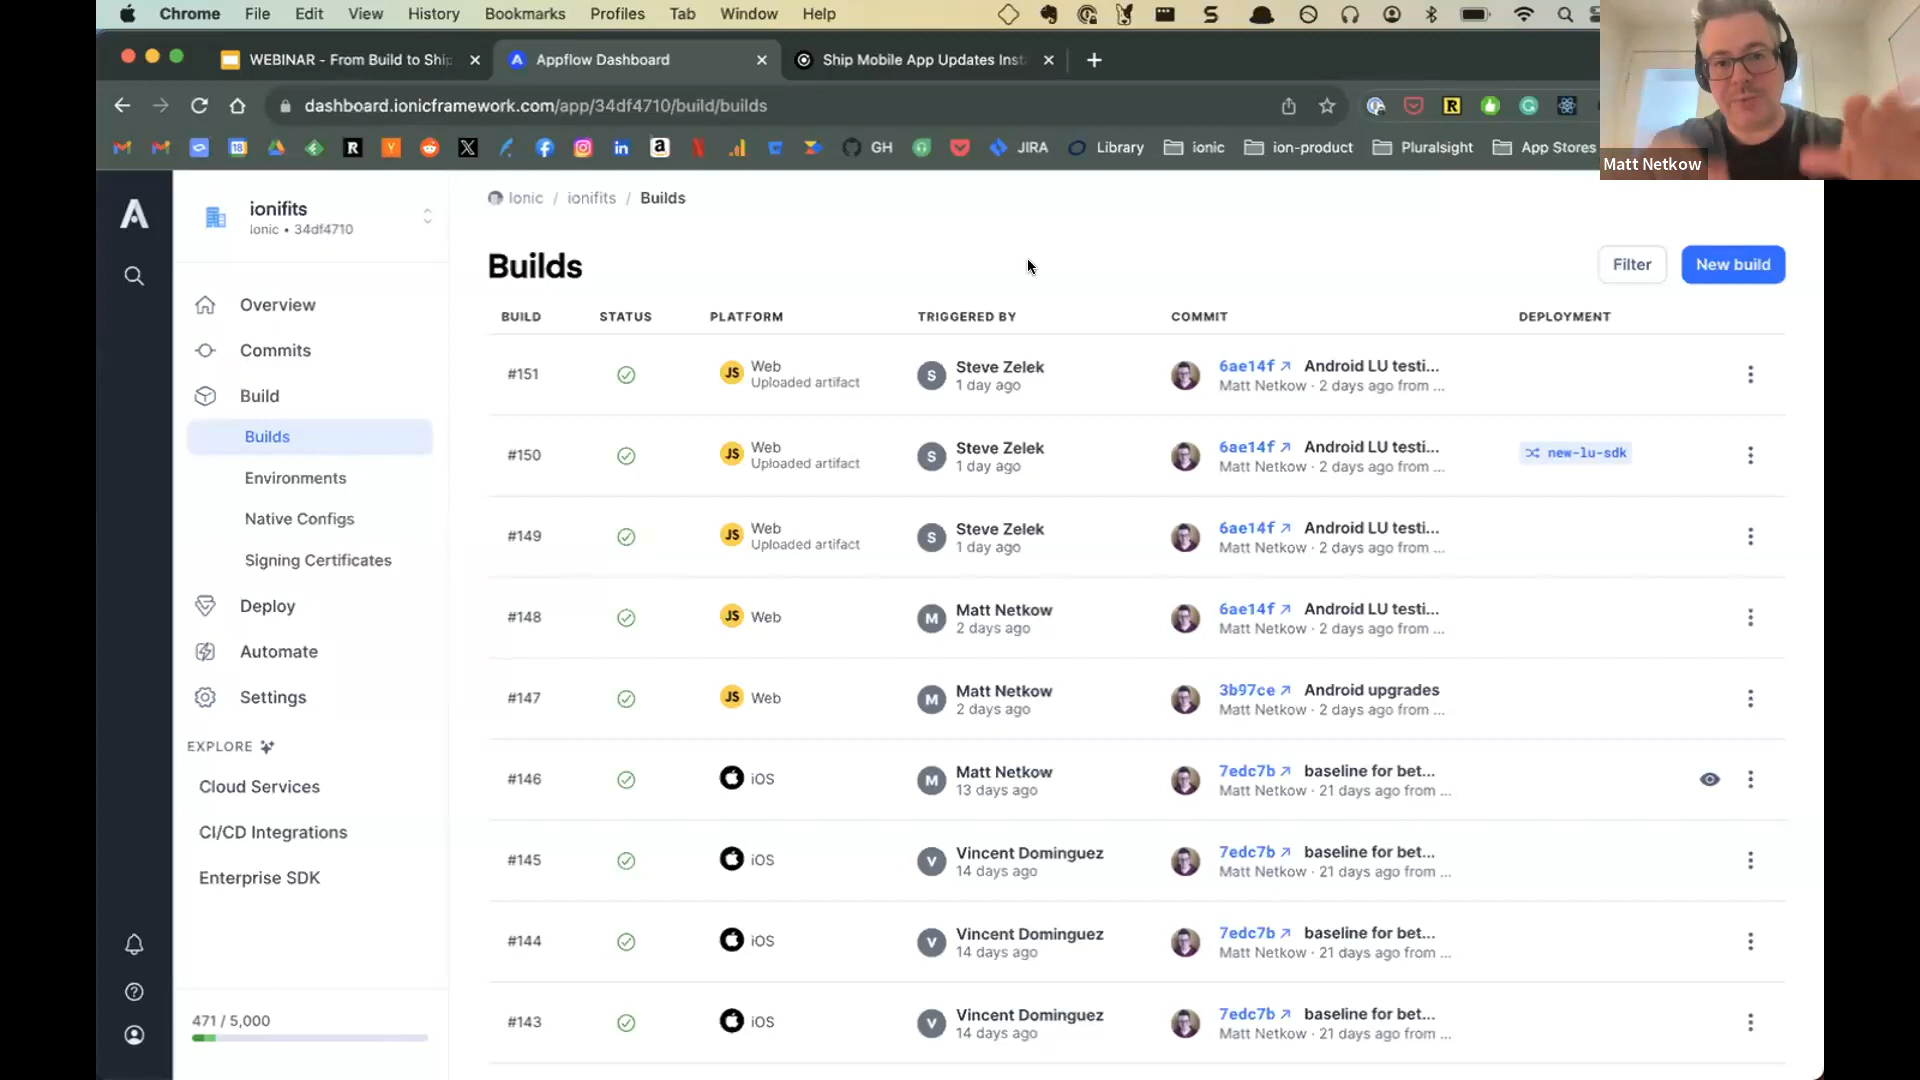 Chrome File Edit View History Bookmarks Profiles Tab Window Help
WEBINAR - From Build to Ship
Appflow Dashboard
Ship Mobile App Updates Inst
dashboard.ionicframework.com/app/34df4710/build/builds
GH JIRA Library ionic ion-product Pluralsight App Stores
Matt Netkow
ionifits
Ionic • 34df4710
Overview
Commits
Build
Builds
Environments
Native Configs
Signing Certificates
Deploy
Automate
Settings
EXPLORE
Cloud Services
CI/CD Integrations
Enterprise SDK
471 / 5,000
Ionic / ionifits / Builds
Builds
Filter
New build
BUILD STATUS PLATFORM TRIGGERED BY COMMIT DEPLOYMENT
#151 JS Web S Steve Zelek 6ae14f Android LU testi...
Uploaded artifact 1 day ago Matt Netkow · 2 days ago from ...
#150 JS Web S Steve Zelek 6ae14f Android LU testi... new-lu-sdk
Uploaded artifact 1 day ago Matt Netkow · 2 days ago from ...
#149 JS Web S Steve Zelek 6ae14f Android LU testi...
Uploaded artifact 1 day ago Matt Netkow · 2 days ago from ...
#148 JS Web M Matt Netkow 6ae14f Android LU testi...
2 days ago Matt Netkow · 2 days ago from ...
#147 JS Web M Matt Netkow 3b97ce Android upgrades
2 days ago Matt Netkow · 2 days ago from ...
#146 iOS M Matt Netkow 7edc7b baseline for bet...
13 days ago Matt Netkow · 21 days ago from ...
#145 iOS V Vincent Dominguez 7edc7b baseline for bet...
14 days ago Matt Netkow · 21 days ago from ...
#144 iOS V Vincent Dominguez 7edc7b baseline for bet...
14 days ago Matt Netkow · 21 days ago from ...
#143 iOS V Vincent Dominguez 7edc7b baseline for bet...
14 days ago Matt Netkow · 21 days ago from ...